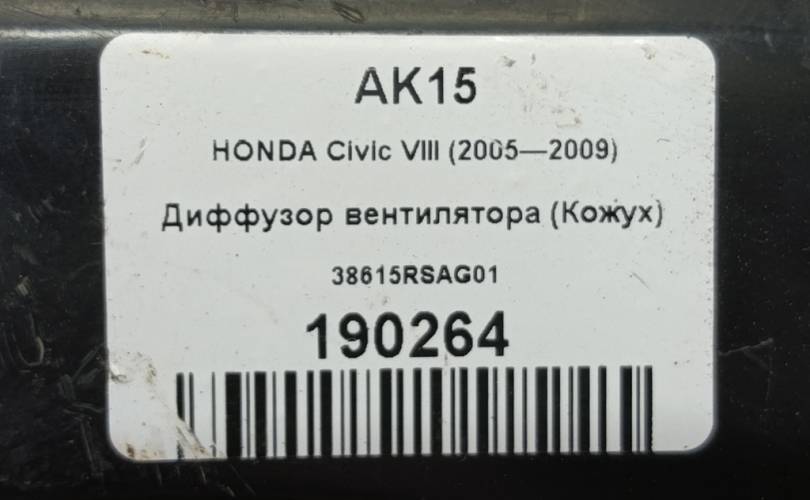 AK15
HONDA Civic VIII (2005—2009)
Диффузор вентилятора (Кожух)
38615RSAG01
190264